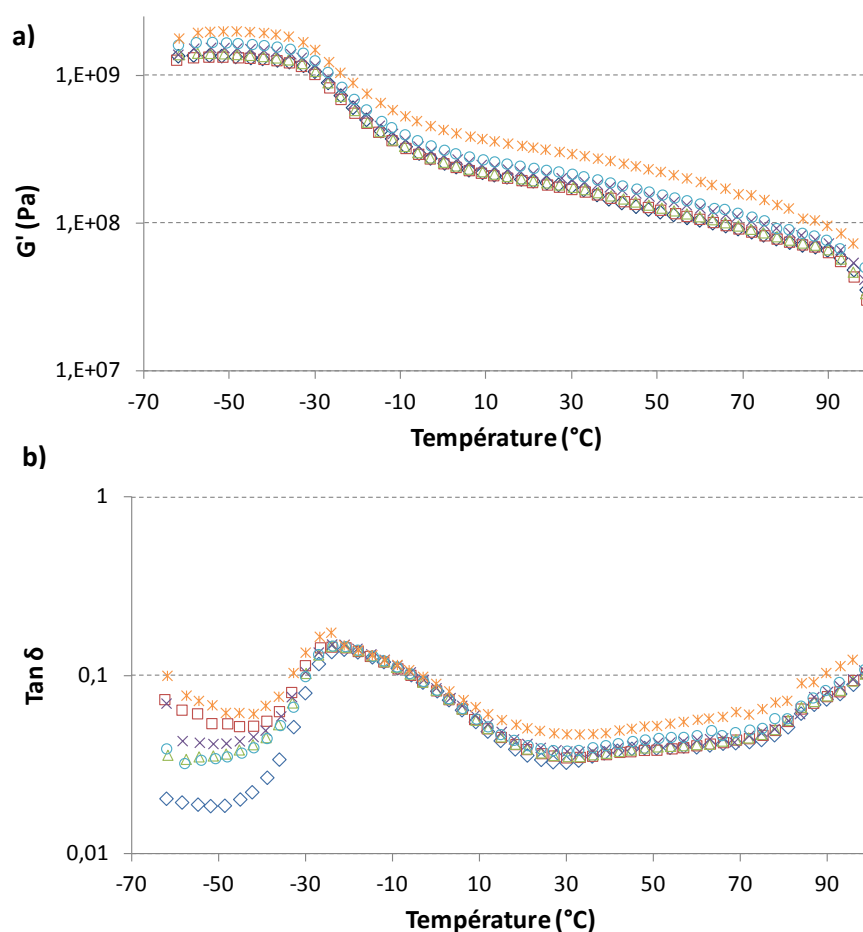 a)
1,E+09
1,E+08
1,E+07
G' (Pa)
-70 -50 -30 -10 10 30 50 70 90
Température (°C)
b)
1
0,1
0,01
Tan δ
-70 -50 -30 -10 10 30 50 70 90
Température (°C)